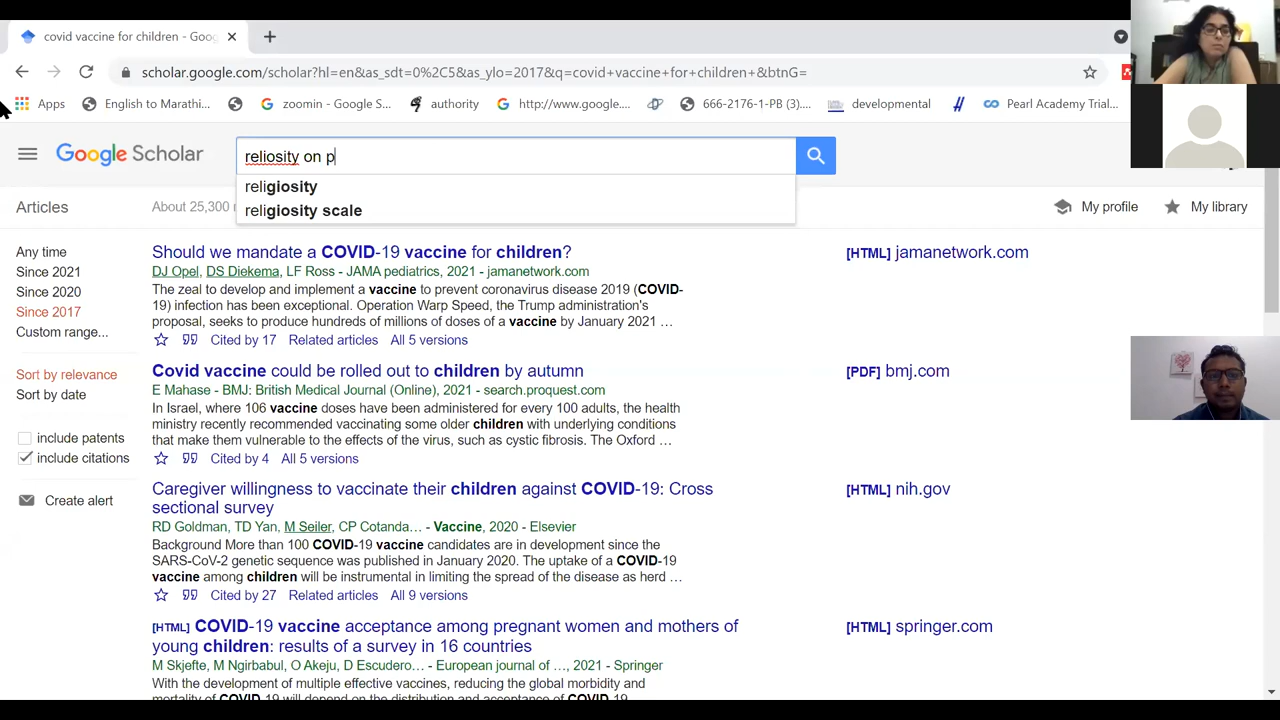 covid vaccine for children - Goo
scholar.google.com/scholar?hl=en&as_sdt=0%2C5&as_ylo=2017&q=covid+vaccine+for+children+&btnG=
Apps English to Marathi... zoomin - Google S... authority http://www.google.... 666-2176-1-PB (3).... developmental Pearl Academy Trai...
Google Scholar
reliosity on p
religiosity
religiosity scale
Articles
About 25,300
My profile My library
Any time
Since 2021
Since 2020
Since 2017
Custom range...
Sort by relevance
Sort by date
include patents
include citations
Create alert
Should we mandate a COVID-19 vaccine for children?
[HTML] jamanetwork.com
DJ Opel, DS Diekema, LF Ross - JAMA pediatrics, 2021 - jamanetwork.com
The zeal to develop and implement a vaccine to prevent coronavirus disease 2019 (COVID-
19) infection has been exceptional. Operation Warp Speed, the Trump administration's
proposal, seeks to produce hundreds of millions of doses of a vaccine by January 2021 …
Cited by 17 Related articles All 5 versions
Covid vaccine could be rolled out to children by autumn
[PDF] bmj.com
E Mahase - BMJ: British Medical Journal (Online), 2021 - search.proquest.com
In Israel, where 106 vaccine doses have been administered for every 100 adults, the health
ministry recently recommended vaccinating some older children with underlying conditions
that make them vulnerable to the effects of the virus, such as cystic fibrosis. The Oxford …
Cited by 4 All 5 versions
Caregiver willingness to vaccinate their children against COVID-19: Cross
sectional survey
[HTML] nih.gov
RD Goldman, TD Yan, M Seiler, CP Cotanda… - Vaccine, 2020 - Elsevier
Background More than 100 COVID-19 vaccine candidates are in development since the
SARS-CoV-2 genetic sequence was published in January 2020. The uptake of a COVID-19
vaccine among children will be instrumental in limiting the spread of the disease as herd …
Cited by 27 Related articles All 9 versions
[HTML] COVID-19 vaccine acceptance among pregnant women and mothers of
young children: results of a survey in 16 countries
[HTML] springer.com
M Skjefte, M Ngirbabul, O Akeju, D Escudero… - European journal of …, 2021 - Springer
With the development of multiple effective vaccines, reducing the global morbidity and
mortality of COVID-19 will depend on the distribution and acceptance of COVID-19